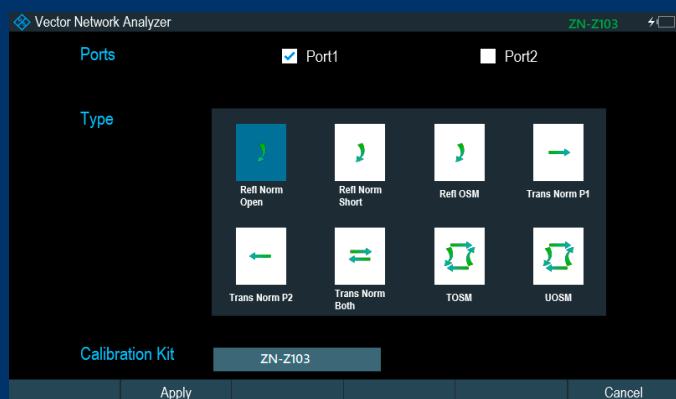 Vector Network Analyzer
ZN-Z103
Ports
Port1
Port2
Type
Refl Norm
Open
Refl Norm
Short
Refl OSM
Trans Norm P1
Trans Norm P2
Trans Norm
Both
TOSM
UOSM
Calibration Kit
ZN-Z103
Apply
Cancel